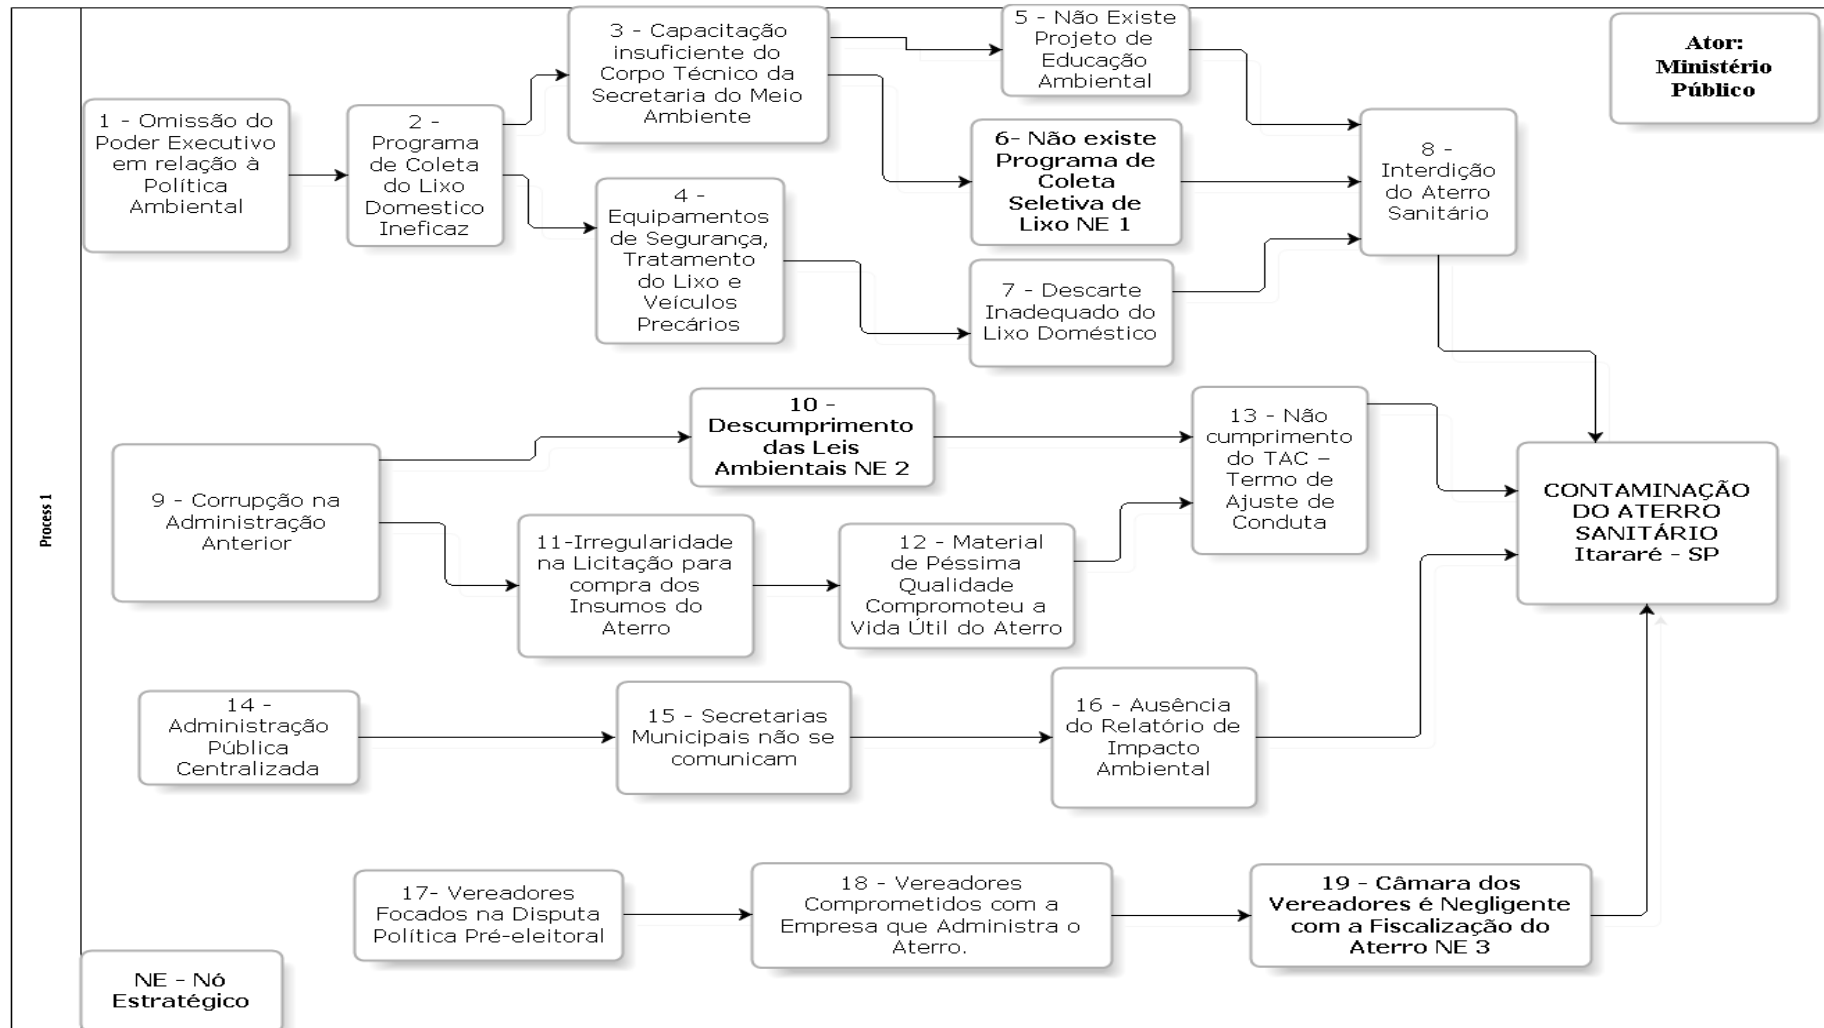 Process 1
1 - Omissão do
Poder Executivo
em relação à
Política
Ambiental
2 -
Programa
de Coleta
do Lixo
Domestico
Ineficaz
3 - Capacitação
insuficiente do
Corpo Técnico da
Secretaria do Meio
Ambiente
4 -
Equipamentos
de Segurança,
Tratamento
do Lixo e
Veículos
Precários
5 - Não Existe
Projeto de
Educação
Ambiental
6- Não existe
Programa de
Coleta
Seletiva de
Lixo NE 1
7 - Descarte
Inadequado do
Lixo Doméstico
8 -
Interdição
do Aterro
Sanitário
Ator:
Ministério
Público
9 - Corrupção na
Administração
Anterior
10 -
Descumprimento
das Leis
Ambientais NE 2
11-Irregularidade
na Licitação para
compra dos
Insumos do
Aterro
12 - Material
de Péssima
Qualidade
Compromoteu a
Vida Útil do Aterro
13 - Não
cumprimento
do TAC –
Termo de
Ajuste de
Conduta
CONTAMINAÇÃO
DO ATERRO
SANITÁRIO
Itararé - SP
14 -
Administração
Pública
Centralizada
15 - Secretarias
Municipais não se
comunicam
16 - Ausência
do Relatório de
Impacto
Ambiental
17- Vereadores
Focados na Disputa
Política Pré-eleitoral
18 - Vereadores
Comprometidos com a
Empresa que Administra o
Aterro.
19 - Câmara dos
Vereadores é Negligente
com a Fiscalização do
Aterro NE 3
NE - Nó
Estratégico